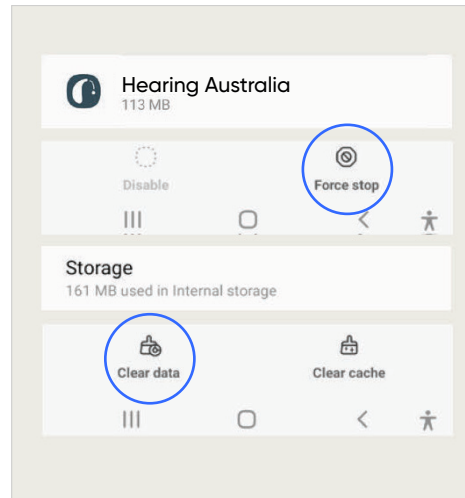 Hearing Australia
113 MB
Disable
Force stop
Storage
161 MB used in Internal storage
Clear data
Clear cache